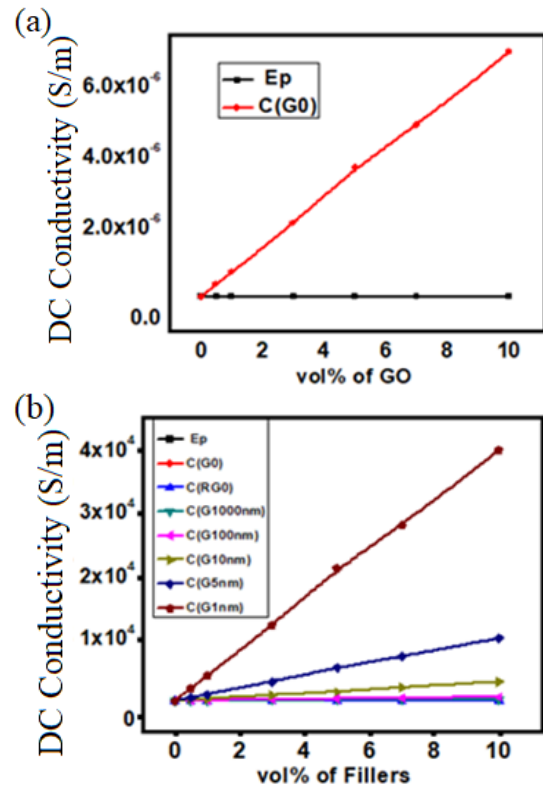 (a)
DC Conductivity (S/m)
6.0x10⁻⁶
4.0x10⁻⁶
2.0x10⁻⁶
0.0
Ep
C(G0)
0 2 4 6 8 10
vol% of GO
(b)
DC Conductivity (S/m)
4x10⁴
3x10⁴
2x10⁴
1x10⁴
0
Ep
C(G0)
C(RG0)
C(G1000nm)
C(G100nm)
C(G10nm)
C(G5nm)
C(G1nm)
0 2 4 6 8 10
vol% of Fillers